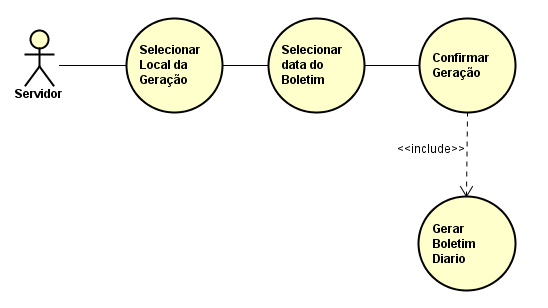 Servidor
Selecionar
Local da
Geração
Selecionar
data do
Boletim
Confirmar
Geração
<<include>>
Gerar
Boletim
Diario